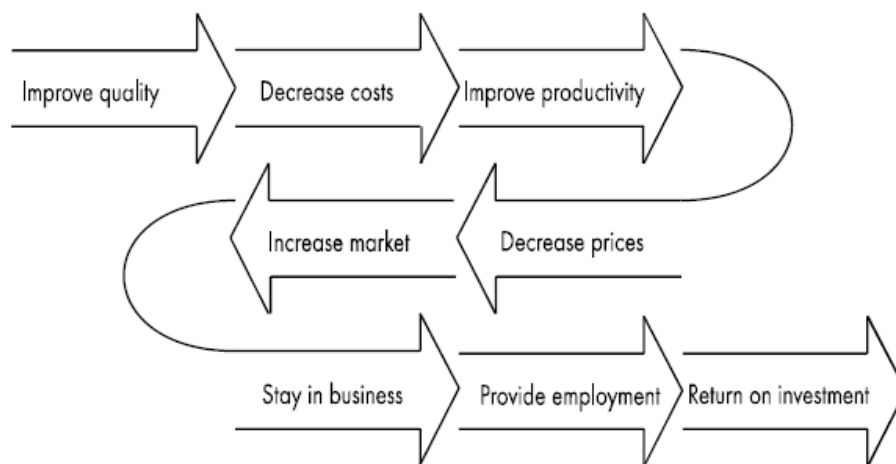 Improve quality
Decrease costs
Improve productivity
Decrease prices
Increase market
Stay in business
Provide employment
Return on investment